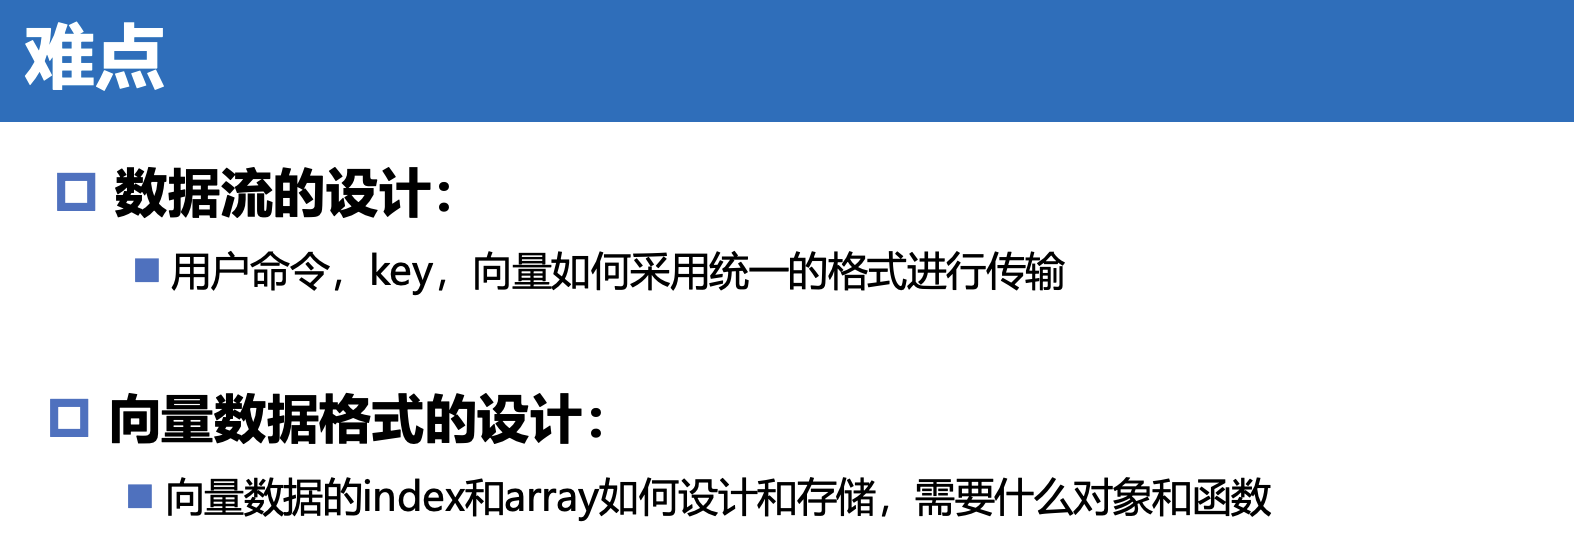 难点
数据流的设计：
用户命令，key，向量如何采用统一的格式进行传输
向量数据格式的设计：
向量数据的index和array如何设计和存储，需要什么对象和函数